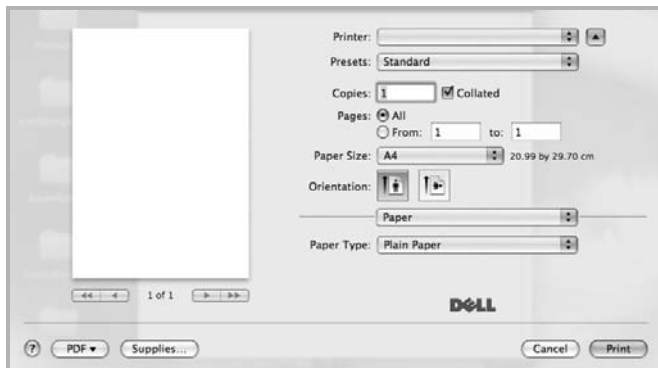 Printer:
Presets: Standard
Copies: 1 Collated
Pages: All
From: 1 to: 1
Paper Size: A4 20.99 by 29.70 cm
Orientation:
Paper
Paper Type: Plain Paper
1 of 1
DELL
? PDF Supplies... Cancel Print